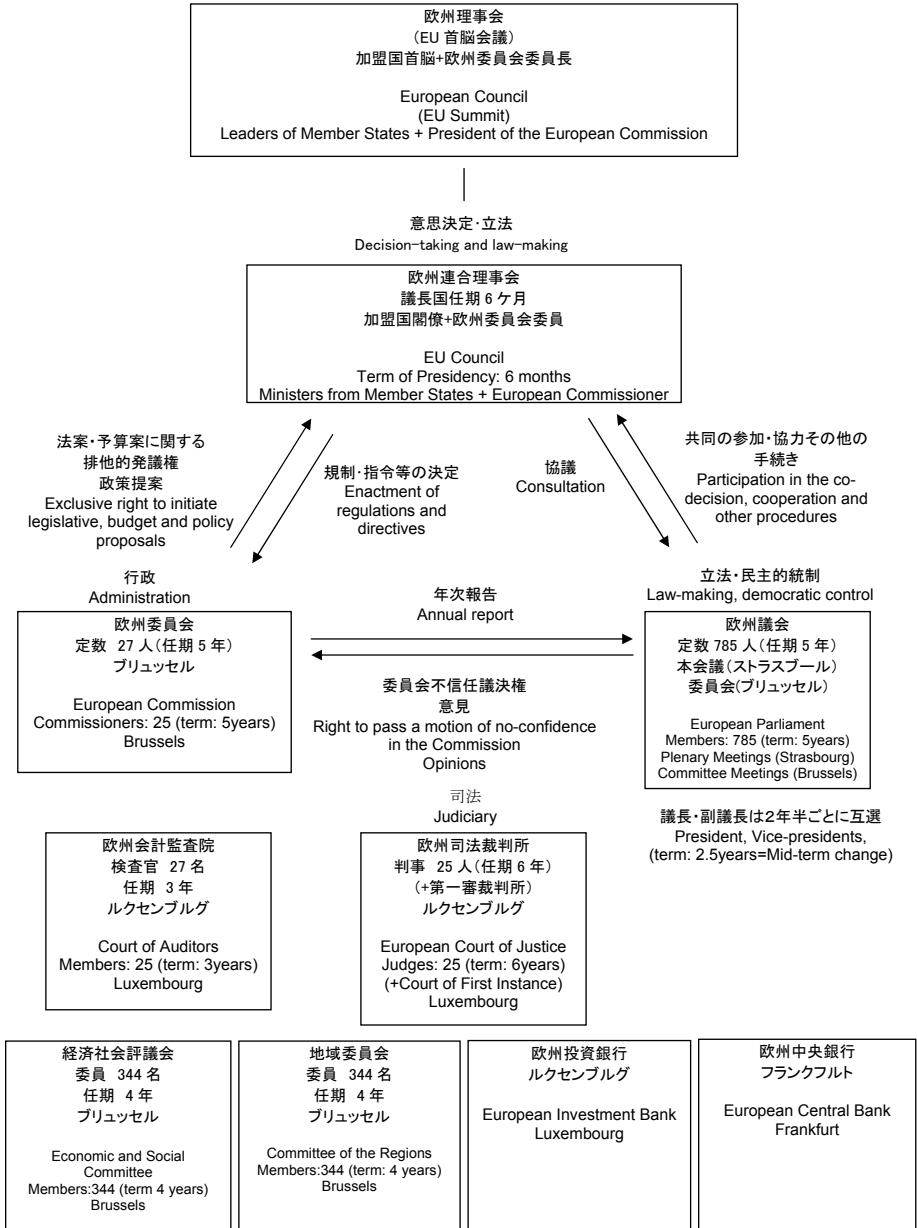 欧州理事会
(EU 首脳会議)
加盟国首脳+欧州委員会委員長
European Council
(EU Summit)
Leaders of Member States + President of the European Commission
意思決定・立法
Decision-taking and law-making
欧州連合理事会
議長国任期 6 ケ月
加盟国閣僚+欧州委員会委員
EU Council
Term of Presidency: 6 months
Ministers from Member States + European Commissioner
法案・予算案に関する
排他的発議権
政策提案
Exclusive right to initiate
legislative, budget and policy
proposals
規制・指令等の決定
Enactment of
regulations and
directives
協議
Consultation
共同の参加・協力その他の
手続き
Participation in the co-
decision, cooperation and
other procedures
行政
Administration
欧州委員会
定数 27 人(任期 5 年)
ブリュッセル
European Commission
Commissioners: 25 (term: 5years)
Brussels
年次報告
Annual report
委員会不信任議決権
意見
Right to pass a motion of no-confidence
in the Commission
Opinions
立法・民主的統制
Law-making, democratic control
欧州議会
定数 785 人(任期 5 年)
本会議(ストラスブール)
委員会(ブリュッセル)
European Parliament
Members: 785 (term: 5years)
Plenary Meetings (Strasbourg)
Committee Meetings (Brussels)
議長・副議長は2年半ごとに互選
President, Vice-presidents,
(term: 2.5years=Mid-term change)
司法
Judiciary
欧州会計監査院
検査官 27 名
任期 3 年
ルクセンブルグ
Court of Auditors
Members: 25 (term: 3years)
Luxembourg
欧州司法裁判所
判事 25 人(任期 6 年)
(+第一審裁判所)
ルクセンブルグ
European Court of Justice
Judges: 25 (term: 6years)
(+Court of First Instance)
Luxembourg
経済社会評議会
委員 344 名
任期 4 年
ブリュッセル
Economic and Social
Committee
Members:344 (term 4 years)
Brussels
地域委員会
委員 344 名
任期 4 年
ブリュッセル
Committee of the Regions
Members:344 (term: 4 years)
Brussels
欧州投資銀行
ルクセンブルグ
European Investment Bank
Luxembourg
欧州中央銀行
フランクフルト
European Central Bank
Frankfurt